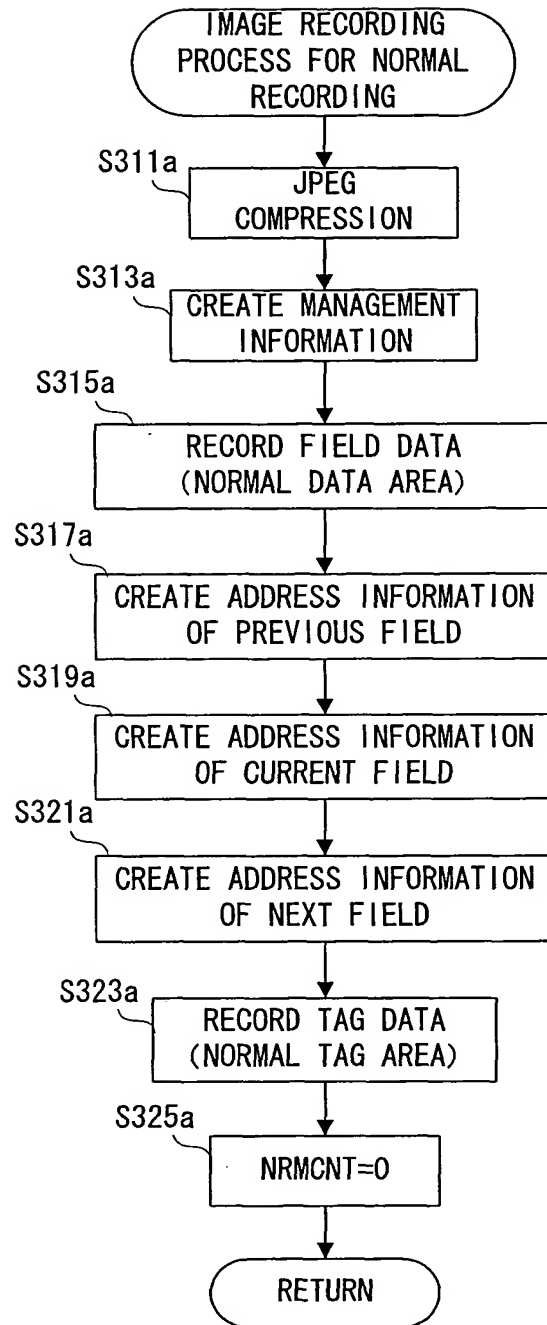 IMAGE RECORDING
PROCESS FOR NORMAL
RECORDING
S311a
JPEG
COMPRESSION
S313a
CREATE MANAGEMENT
INFORMATION
S315a
RECORD FIELD DATA
(NORMAL DATA AREA)
S317a
CREATE ADDRESS INFORMATION
OF PREVIOUS FIELD
S319a
CREATE ADDRESS INFORMATION
OF CURRENT FIELD
S321a
CREATE ADDRESS INFORMATION
OF NEXT FIELD
S323a
RECORD TAG DATA
(NORMAL TAG AREA)
S325a
NRMCNT=0
RETURN